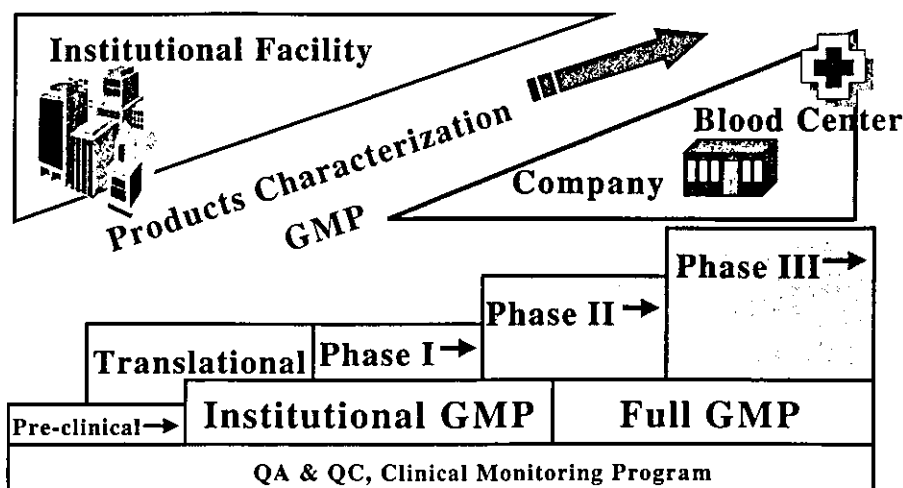 Institutional Facility
Products Characterization
GMP
Blood Center
Company
Phase III
Phase II
Translational
Phase I
Pre-clinical
Institutional GMP
Full GMP
QA & QC, Clinical Monitoring Program